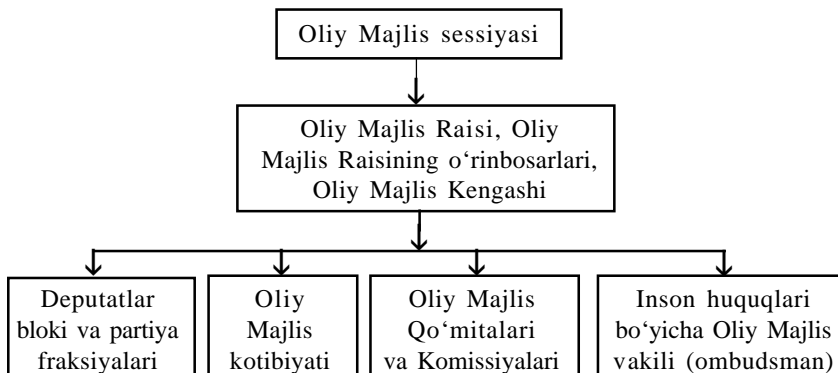 Oliy Majlis sessiyasi
Oliy Majlis Raisi, Oliy
Majlis Raisining o‘rinbosarlari,
Oliy Majlis Kengashi
Deputatlar
bloki va partiya
fraksiyalari
Oliy
Majlis
kotibiyati
Oliy Majlis
Qo‘mitalari
va Komissiyalari
Inson huquqlari
bo‘yicha Oliy Majlis
vakili (ombudsman)